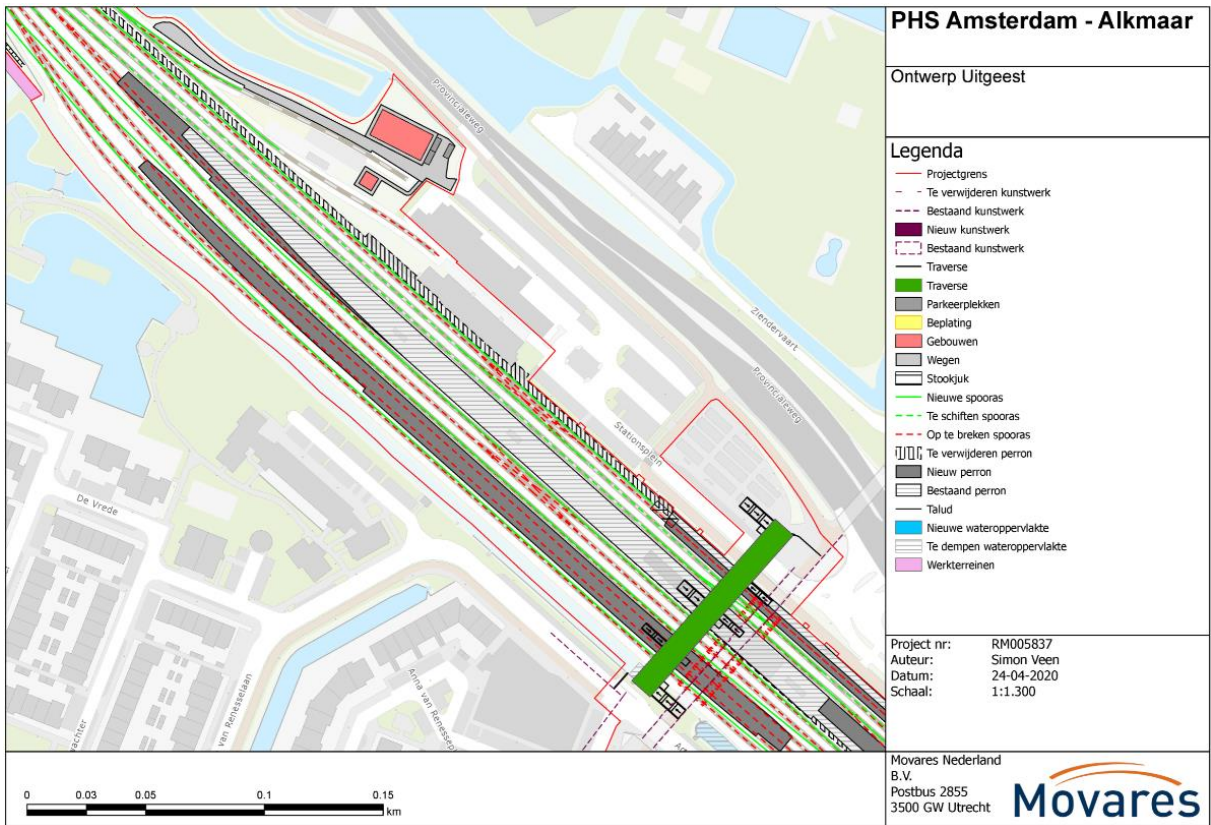 PHS Amsterdam - Alkmaar
Ontwerp Uitgeest
Legenda
Projectgrens
Te verwijderen kunstwerk
Bestaand kunstwerk
Nieuw kunstwerk
Bestaand kunstwerk
Traverse
Traverse
Parkeerplekken
Beplating
Gebouwen
Wegen
Stookjuk
Nieuwe spooras
Te schiften spooras
Op te breken spooras
Te verwijderen perron
Nieuw perron
Bestaand perron
Talud
Nieuwe wateroppervlakte
Te dempen wateroppervlakte
Werkterreinen
Project nr: RM005837
Auteur: Simon Veen
Datum: 24-04-2020
Schaal: 1:1.300
Movares Nederland
B.V.
Postbus 2855
3500 GW Utrecht
Movares
Provincialeweg
Ziendervaart
Provincialeweg
Stationsplein
De Vrede
van Renesselaan
Anna van Renessep
wachter
0 0.03 0.05 0.1 0.15
km